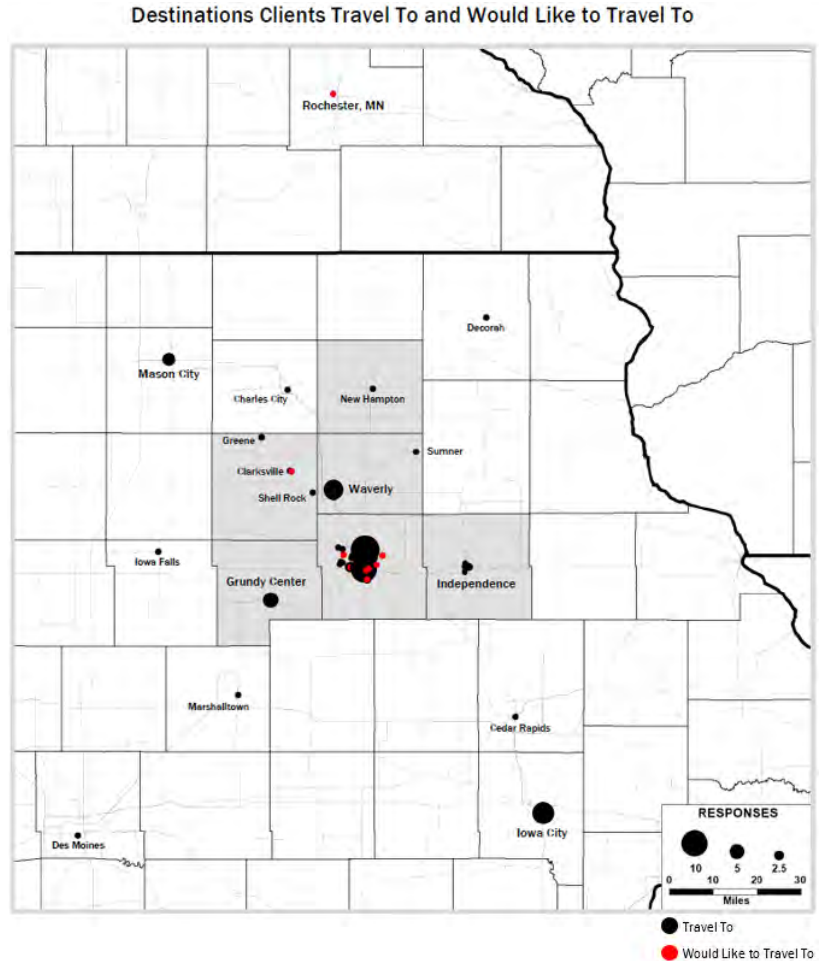 Destinations Clients Travel To and Would Like to Travel To
Rochester, MN
Decorah
Mason City
Charles City
New Hampton
Greene
Sumner
Clarksville
Waverly
Shell Rock
Iowa Falls
Grundy Center
Independence
Marshalltown
Cedar Rapids
Iowa City
Des Moines
RESPONSES
10 5 2.5
0 10 20 30
Miles
Travel To
Would Like to Travel To